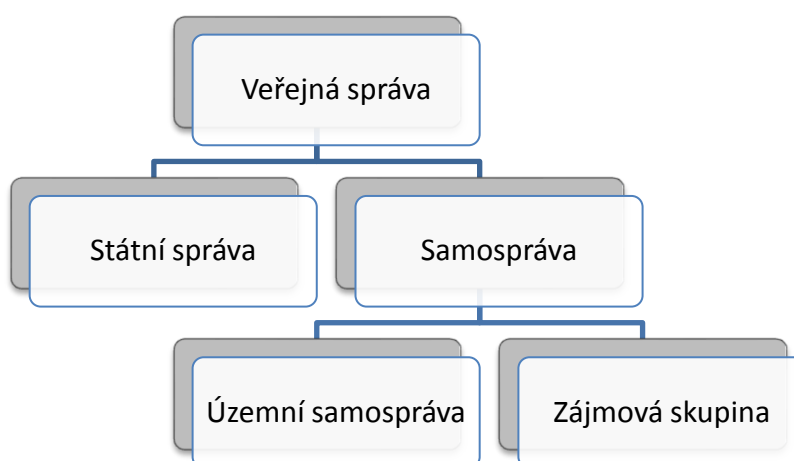 Veřejná správa
Státní správa
Samospráva
Územní samospráva
Zájmová skupina